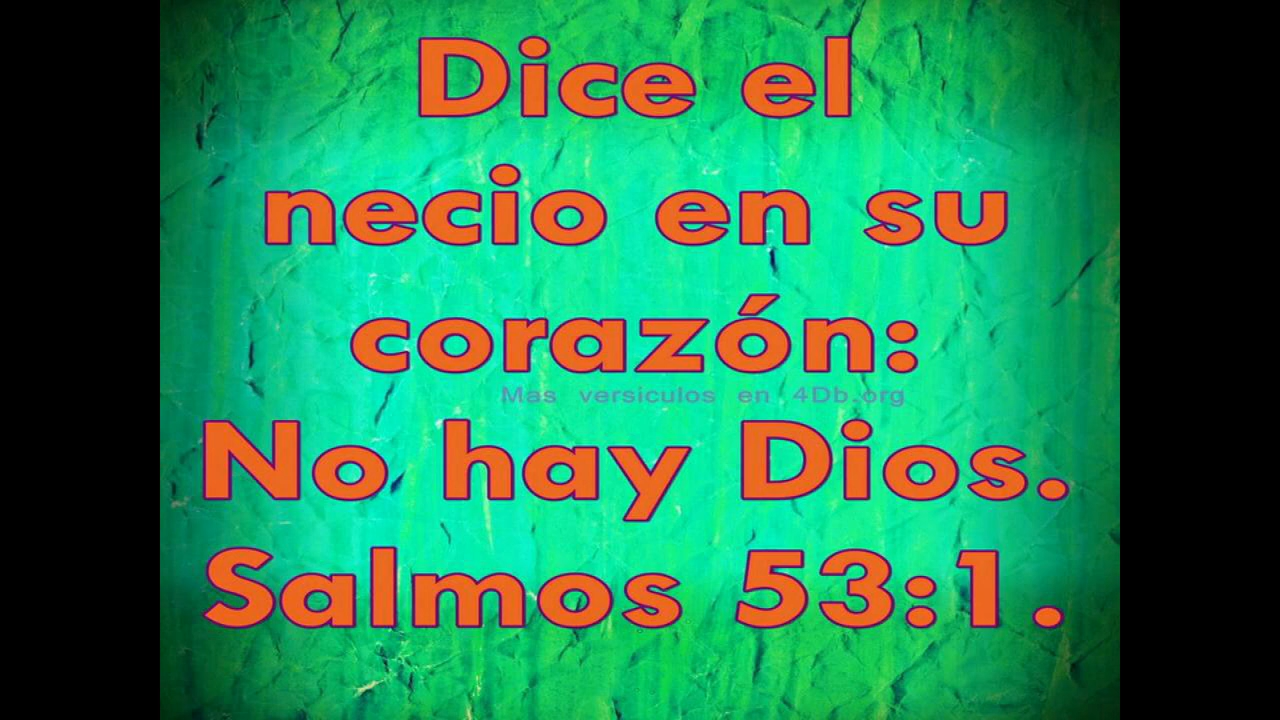 Dice el
necio en su
corazón:
Mas versiculos en 4Db.org
No hay Dios.
Salmos 53:1.